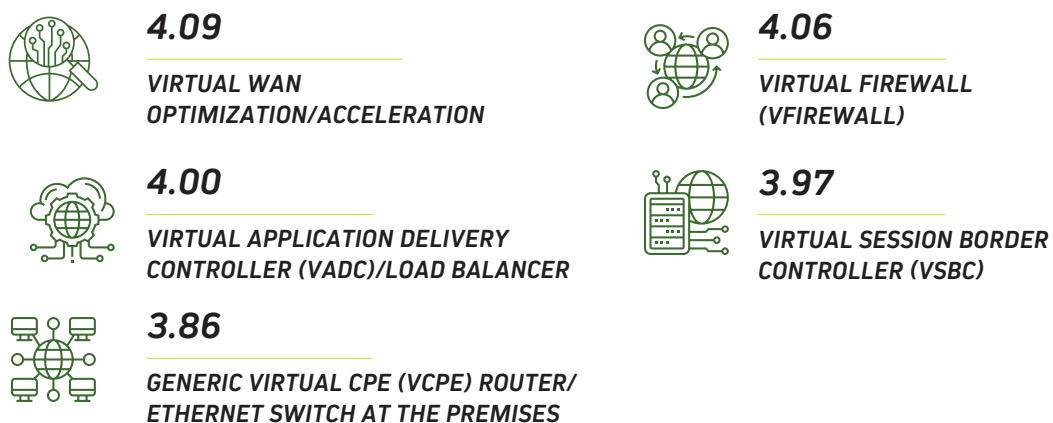 4.09
VIRTUAL WAN
OPTIMIZATION/ACCELERATION
4.06
VIRTUAL FIREWALL
(VFIREWALL)
4.00
VIRTUAL APPLICATION DELIVERY
CONTROLLER (VADC)/LOAD BALANCER
3.97
VIRTUAL SESSION BORDER
CONTROLLER (VSBC)
3.86
GENERIC VIRTUAL CPE (VCPE) ROUTER/
ETHERNET SWITCH AT THE PREMISES